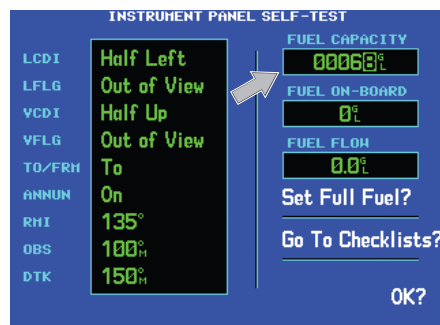 INSTRUMENT PANEL SELF-TEST
LCDI Half Left
LFLG Out of View
VCDI Half Up
VFLG Out of View
TO/FRM To
ANNUN On
RMI 135°
OBS 100°M
DTK 150°M
FUEL CAPACITY
00068GL
FUEL ON-BOARD
0GL
FUEL FLOW
0.0GL
Set Full Fuel?
Go To Checklists?
OK?